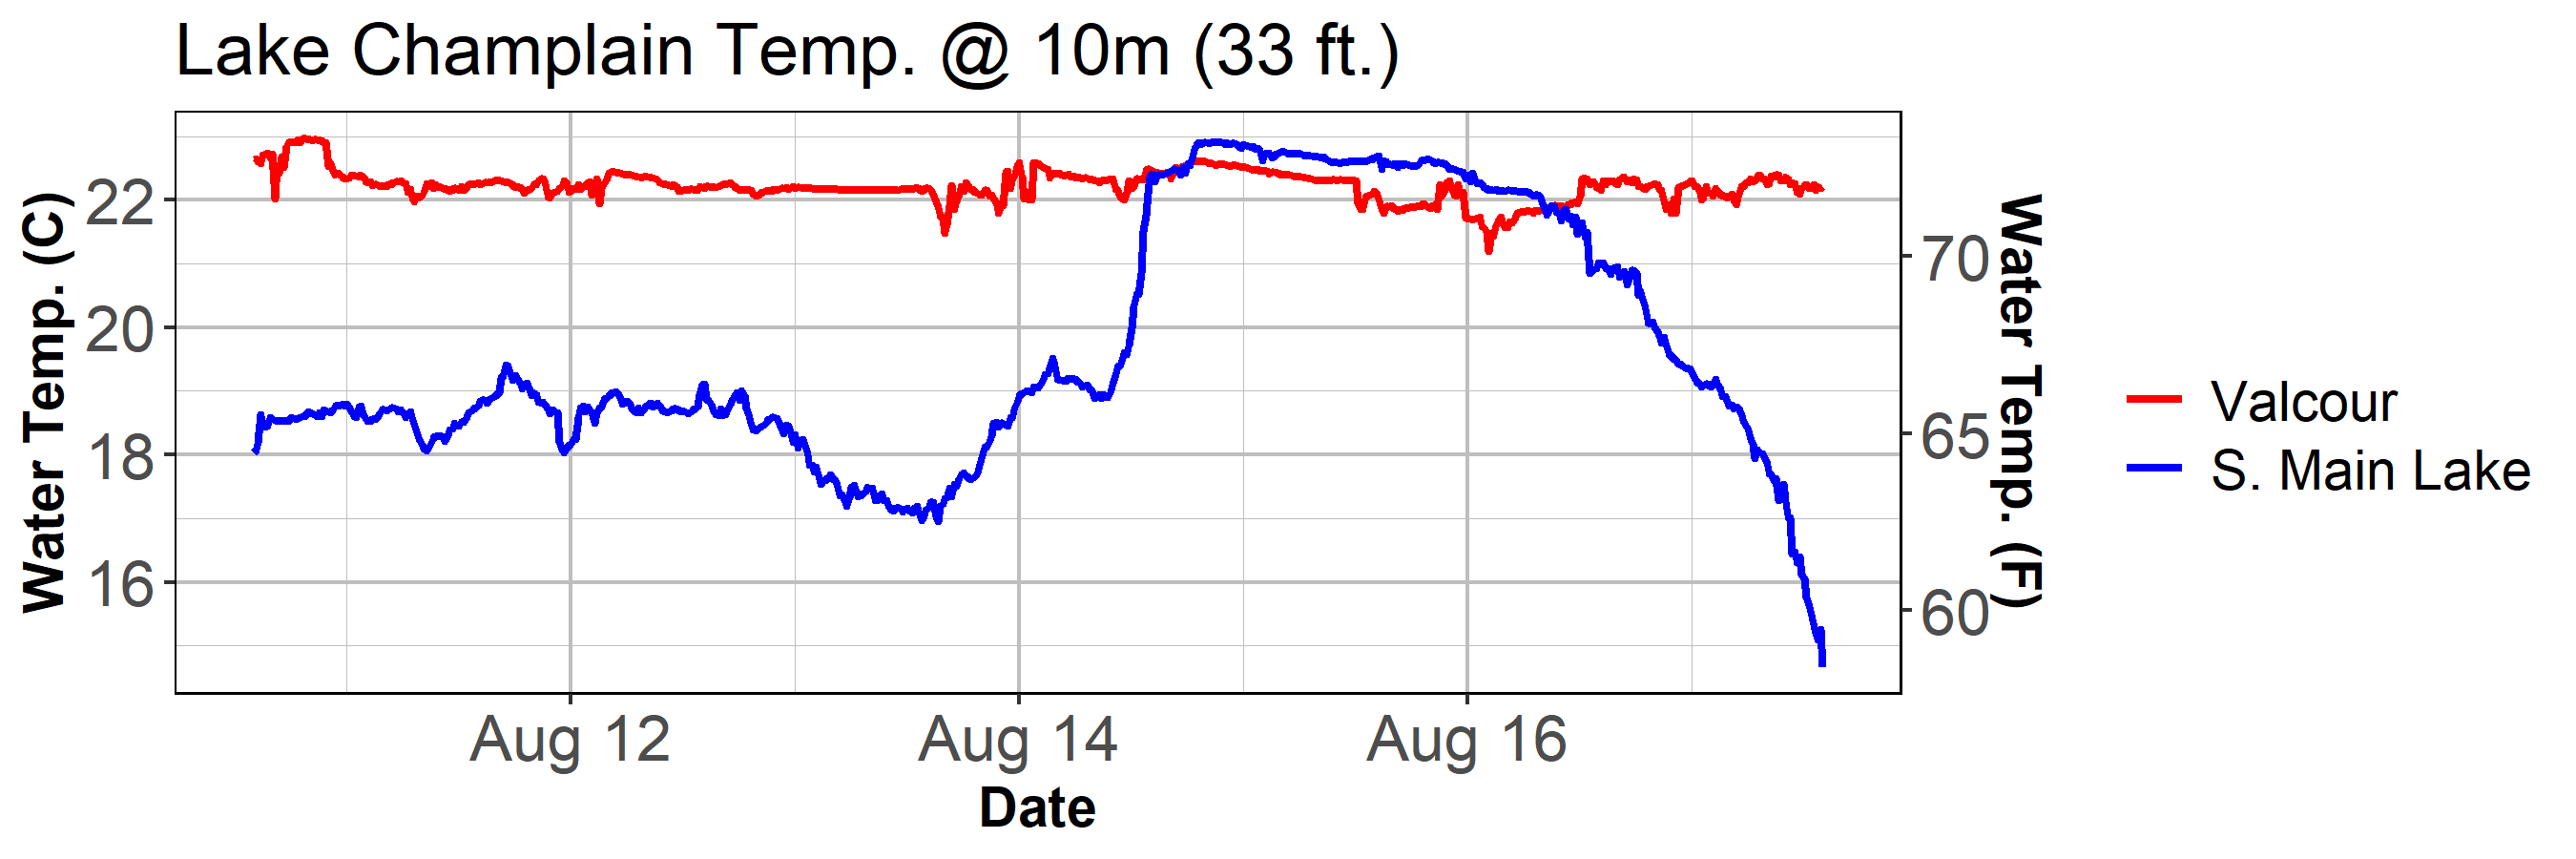 Lake Champlain Temp. @ 10m (33 ft.)
Water Temp. (C)
22
20
18
16
70
65
60
Water Temp. (F)
Aug 12
Aug 14
Aug 16
Date
Valcour
S. Main Lake